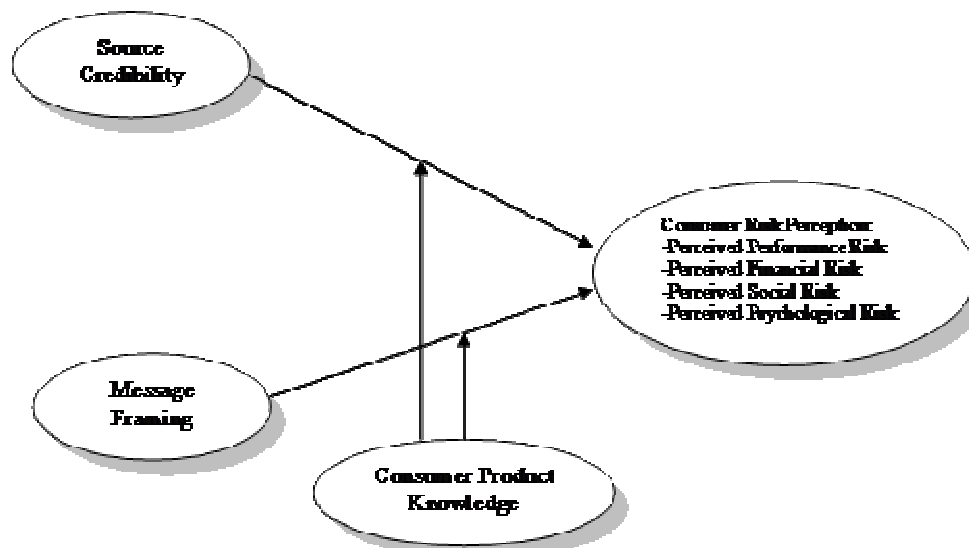 Source
Credibility
Consumer Risk Perception:
-Perceived Performance Risk
-Perceived Financial Risk
-Perceived Social Risk
-Perceived Psychological Risk
Message
Framing
Consumer Product
Knowledge